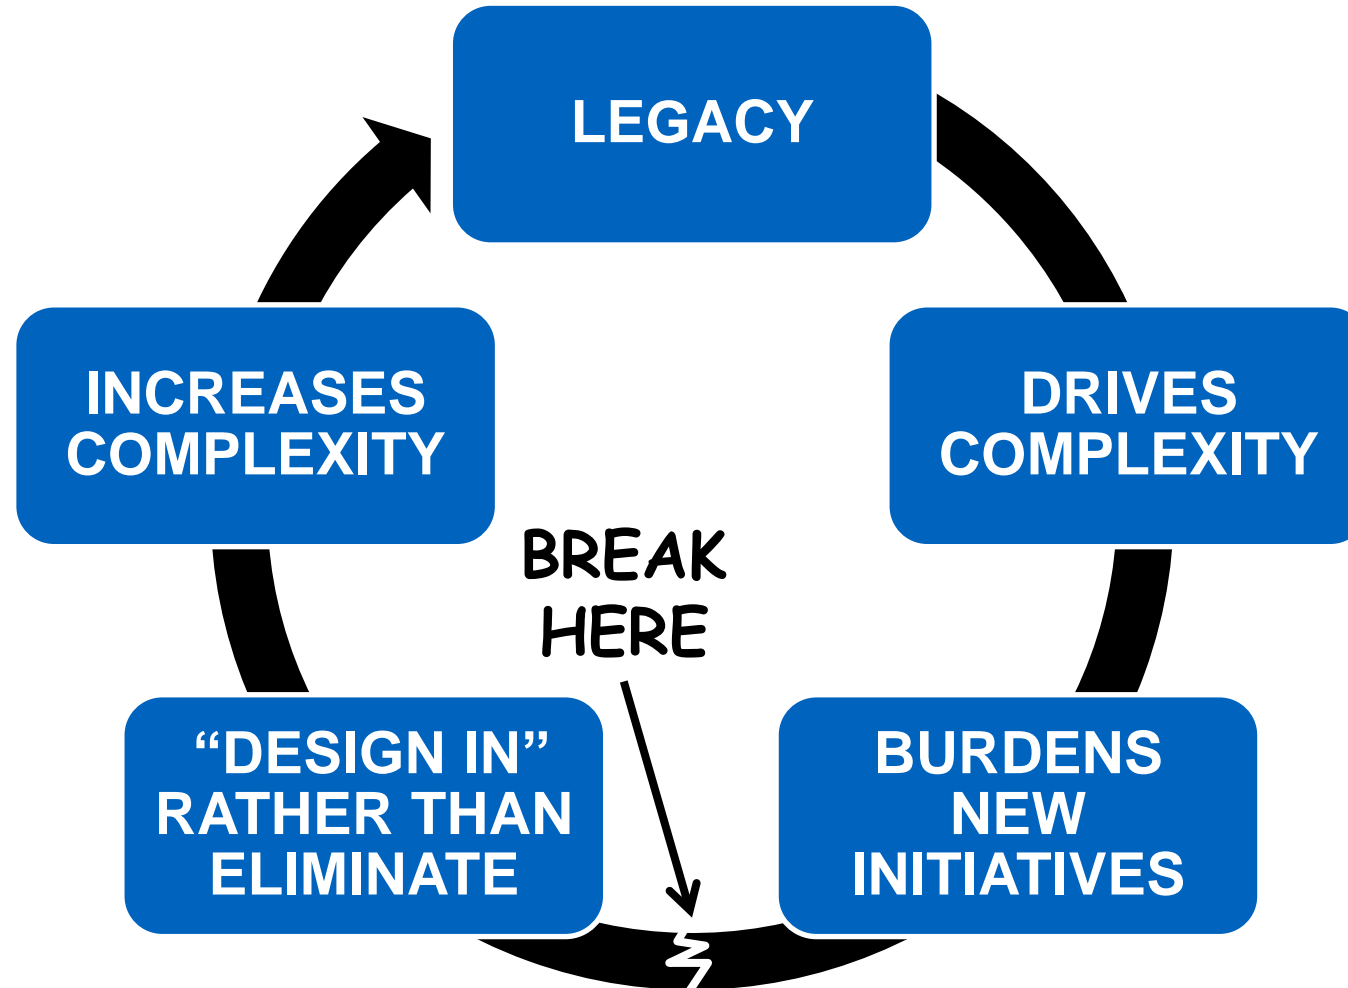 LEGACY
DRIVES
COMPLEXITY
BURDENS
NEW
INITIATIVES
“DESIGN IN”
RATHER THAN
ELIMINATE
INCREASES
COMPLEXITY
BREAK
HERE